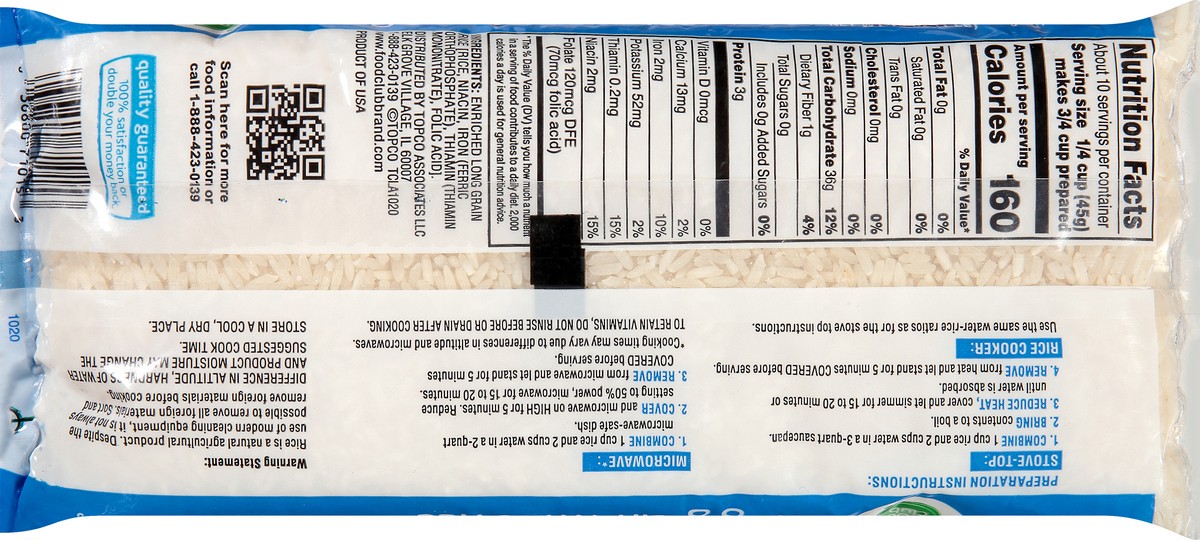 Nutrition Facts
About 10 servings per container
Serving size 1/4 cup (45g)
makes 3/4 cup prepared
Amount per serving
Calories 160
% Daily Value*
Total Fat 0g 0%
Saturated Fat 0g 0%
Trans Fat 0g
Cholesterol 0mg 0%
Sodium 0mg 0%
Total Carbohydrate 36g 12%
Dietary Fiber 1g 4%
Total Sugars 0g
Includes 0g Added Sugars 0%
Protein 3g
Vitamin D 0mcg 0%
Calcium 13mg 2%
Iron 2mg 10%
Potassium 52mg 2%
Thiamin 0.2mg 15%
Niacin 2mg 15%
Folate 120mcg DFE
(70mcg folic acid)
*The % Daily Value (DV) tells you how much a nutrient
in a serving of food contributes to a daily diet. 2,000
calories a day is used for general nutrition advice.
INGREDIENTS: ENRICHED LONG GRAIN
RICE (RICE, NIACIN, IRON (FERRIC
ORTHOPHOSPHATE), THIAMIN (THIAMIN
MONONITRATE), FOLIC ACID).
DISTRIBUTED BY TOPCO ASSOCIATES LLC
ELK GROVE VILLAGE, IL 60007
1-888-423-0139 ©TOPCO TCLA1020
www.foodclubbrand.com
PRODUCT OF USA
Scan here for more
food information or
call 1-888-423-0139
quality guaranteed
100% satisfaction or
double your money back.
PREPARATION INSTRUCTIONS:
STOVE-TOP:
1. COMBINE 1 cup rice and 2 cups water in a 3-quart saucepan.
2. BRING contents to a boil.
3. REDUCE HEAT, cover and let simmer for 15 to 20 minutes or
until water is absorbed.
4. REMOVE from heat and let stand for 5 minutes COVERED before serving.
RICE COOKER:
Use the same water-rice ratios as for the stove top instructions.
MICROWAVE*:
1. COMBINE 1 cup rice and 2 cups water in a 2-quart
microwave-safe dish.
2. COVER and microwave on HIGH for 5 minutes. Reduce
setting to 50% power, microwave for 15 to 20 minutes.
3. REMOVE from microwave and let stand for 5 minutes
COVERED before serving.
*Cooking times may vary due to differences in altitude and microwaves.
TO RETAIN VITAMINS, DO NOT RINSE BEFORE OR DRAIN AFTER COOKING.
Warning Statement:
Rice is a natural agricultural product. Despite the
use of modern cleaning equipment, it is not always
possible to remove all foreign materials. Sort and
remove foreign materials before cooking.
DIFFERENCE IN ALTITUDE, HARDNESS OF WATER
AND PRODUCT MOISTURE MAY CHANGE THE
SUGGESTED COOK TIME.
STORE IN A COOL, DRY PLACE.
1020